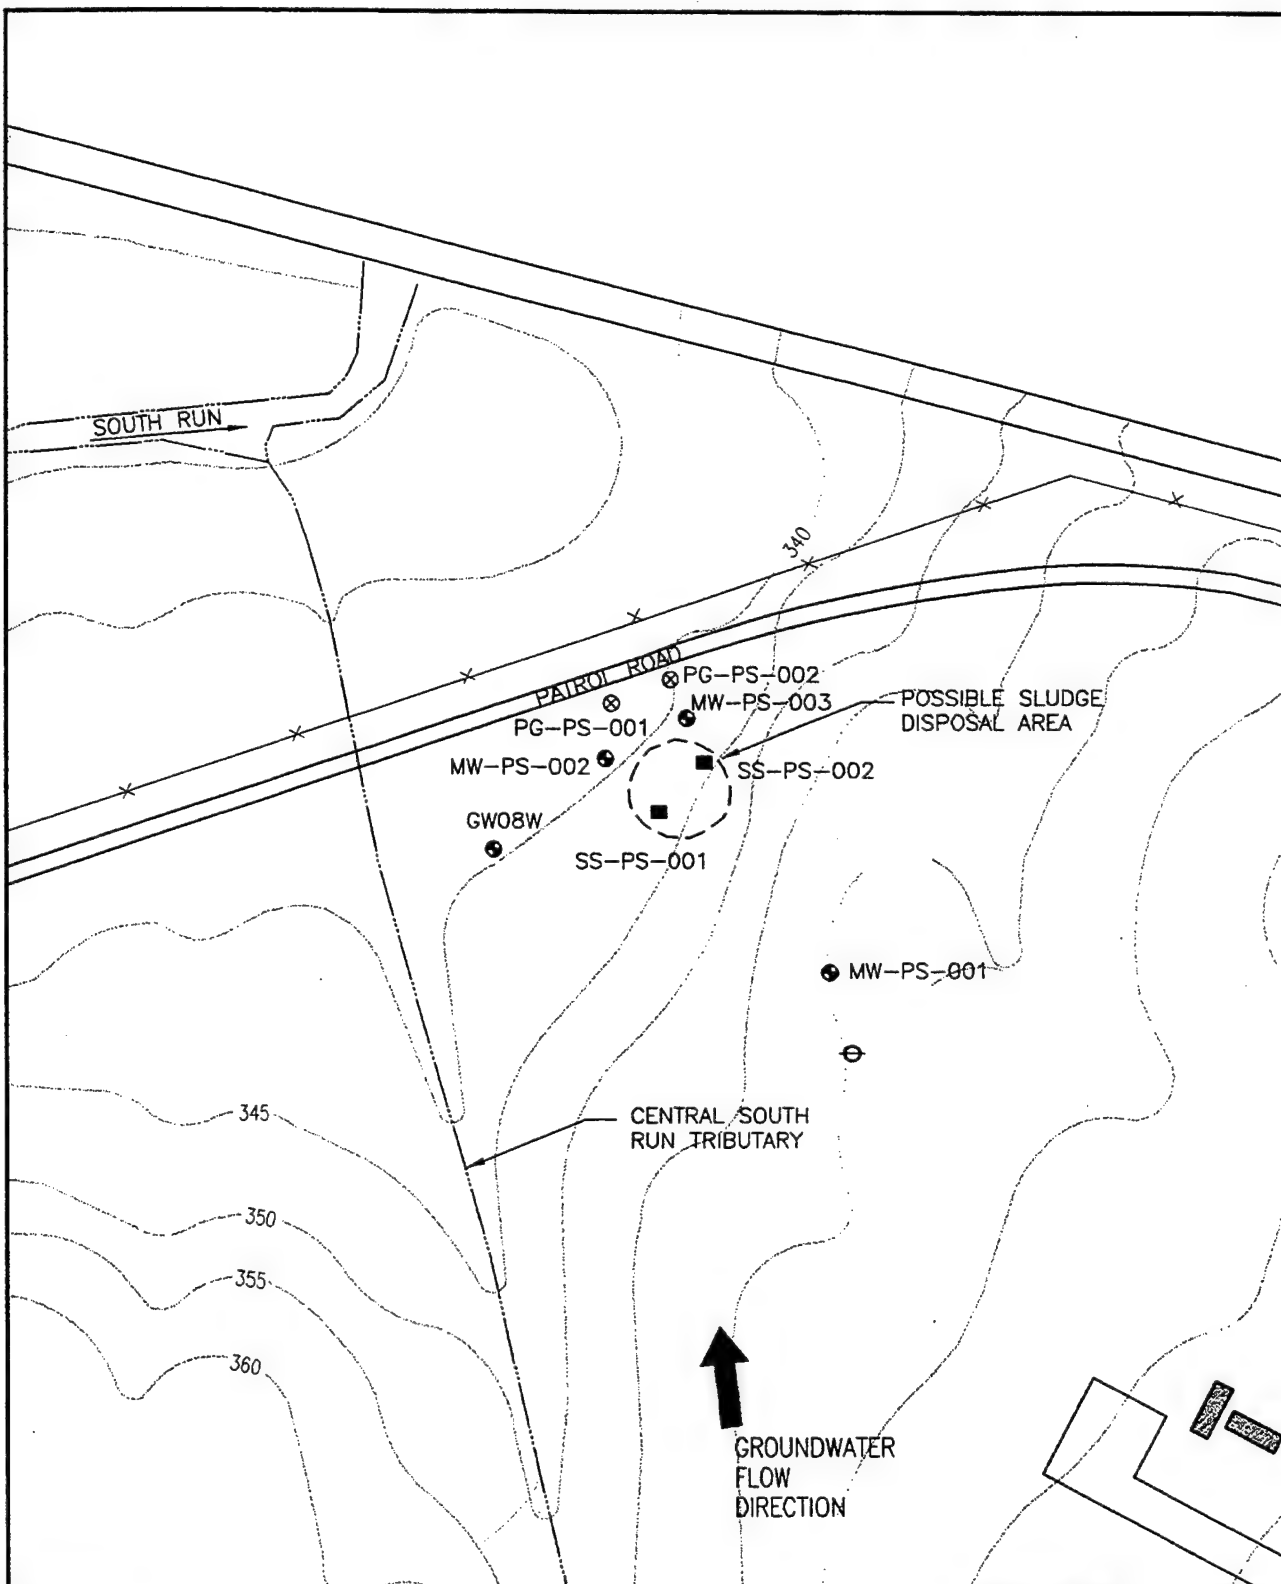 SOUTH RUN
340
PATROL ROAD
PG-PS-002
MW-PS-003
POSSIBLE SLUDGE
DISPOSAL AREA
PG-PS-001
MW-PS-002
SS-PS-002
GW08W
SS-PS-001
MW-PS-001
345
CENTRAL SOUTH
RUN TRIBUTARY
350
355
360
GROUNDWATER
FLOW
DIRECTION